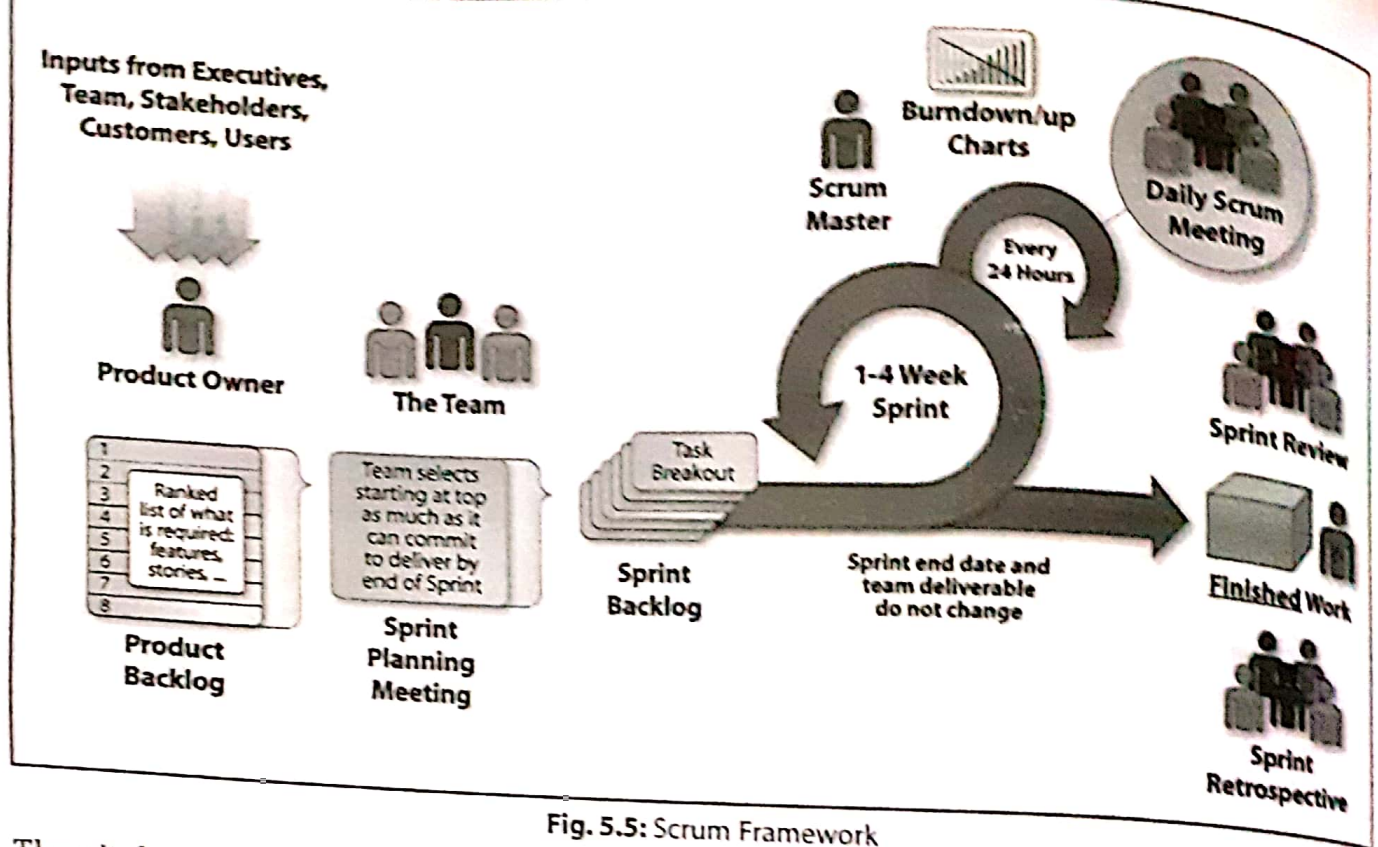 Inputs from Executives,
Team, Stakeholders,
Customers, Users
Product Owner
The Team
1
2
3
4
5
6
7
8
Ranked
list of what
is required:
features,
stories, ...
Product
Backlog
Team selects
starting at top
as much as it
can commit
to deliver by
end of Sprint
Sprint
Planning
Meeting
Task
Breakout
Sprint
Backlog
Scrum
Master
Burndown/up
Charts
Every
24 Hours
Daily Scrum
Meeting
1-4 Week
Sprint
Sprint end date and
team deliverable
do not change
Sprint Review
Finished Work
Sprint
Retrospective
Fig. 5.5: Scrum Framework